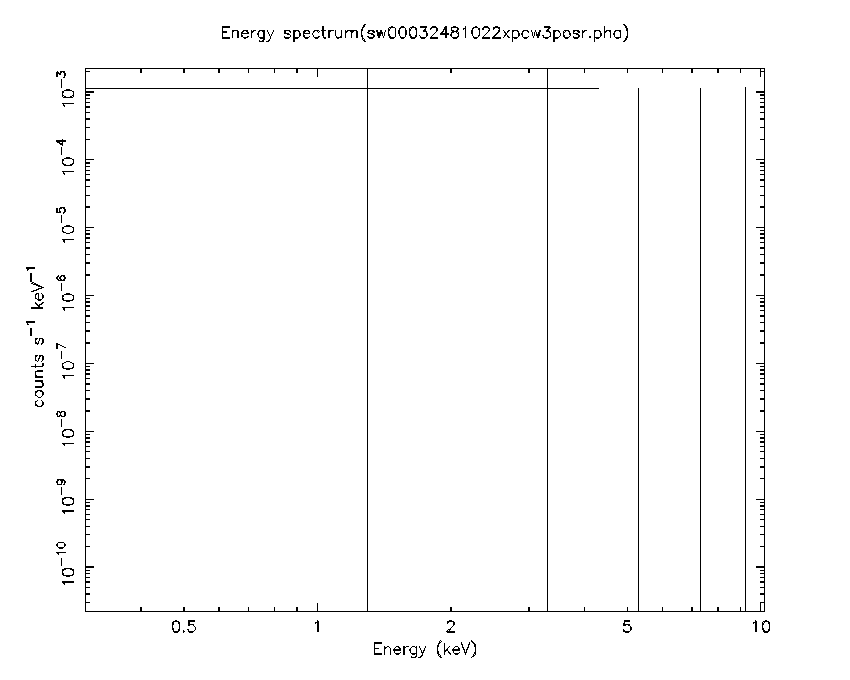 Energy spectrum(sw00032481022xpcw3posr.pha)
10⁻³
10⁻⁴
10⁻⁵
10⁻⁶
10⁻⁷
10⁻⁸
10⁻⁹
10⁻¹⁰
counts s⁻¹ keV⁻¹
0.5 1 2 5 10
Energy (keV)